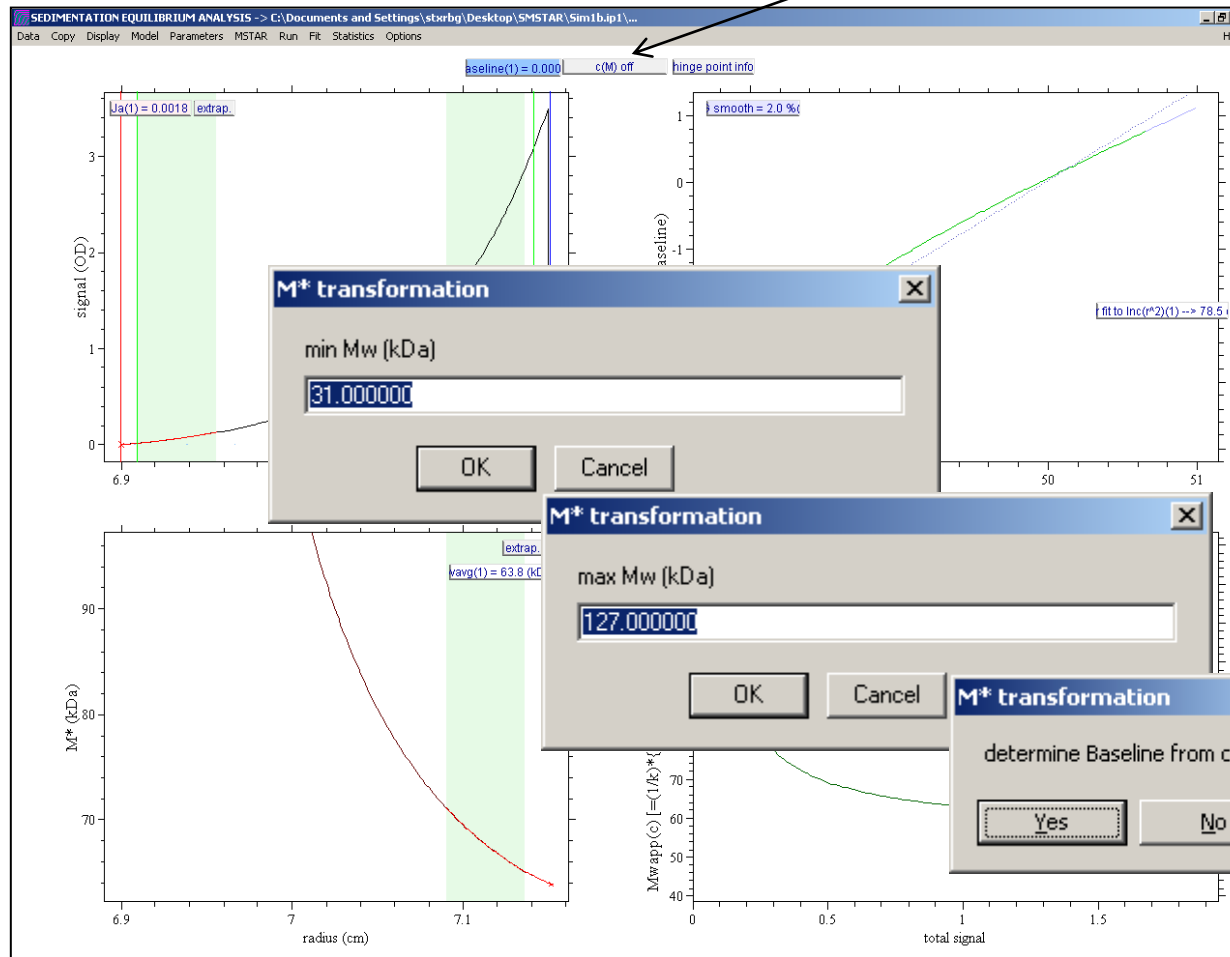 SEDIMENTATION EQUILIBRIUM ANALYSIS -> C:\Documents and Settings\stxrbg\Desktop\SMSTAR\Sim1b.ip1\...
Data Copy Display Model Parameters MSTAR Run Fit Statistics Options H
aseline(1) = 0.000 c(M) off hinge point info
Ja(1) = 0.0018 extrap.
smooth = 2.0 %
3
2
1
0
signal (OD)
6.9
1
0
-1
aseline)
fit to lnc(r^2)(1) --> 78.5
50 51
M* transformation
min Mw (kDa)
31.000000
OK Cancel
M* transformation
max Mw (kDa)
127.000000
OK Cancel
M* transformation
determine Baseline from c
Yes No
extrap.
wavg(1) = 63.8 (kD
90
80
70
M* (kDa)
6.9 7 7.1
radius (cm)
70
60
50
40
Mwapp(c) [=(1/k)*{
0 0.5 1 1.5
total signal